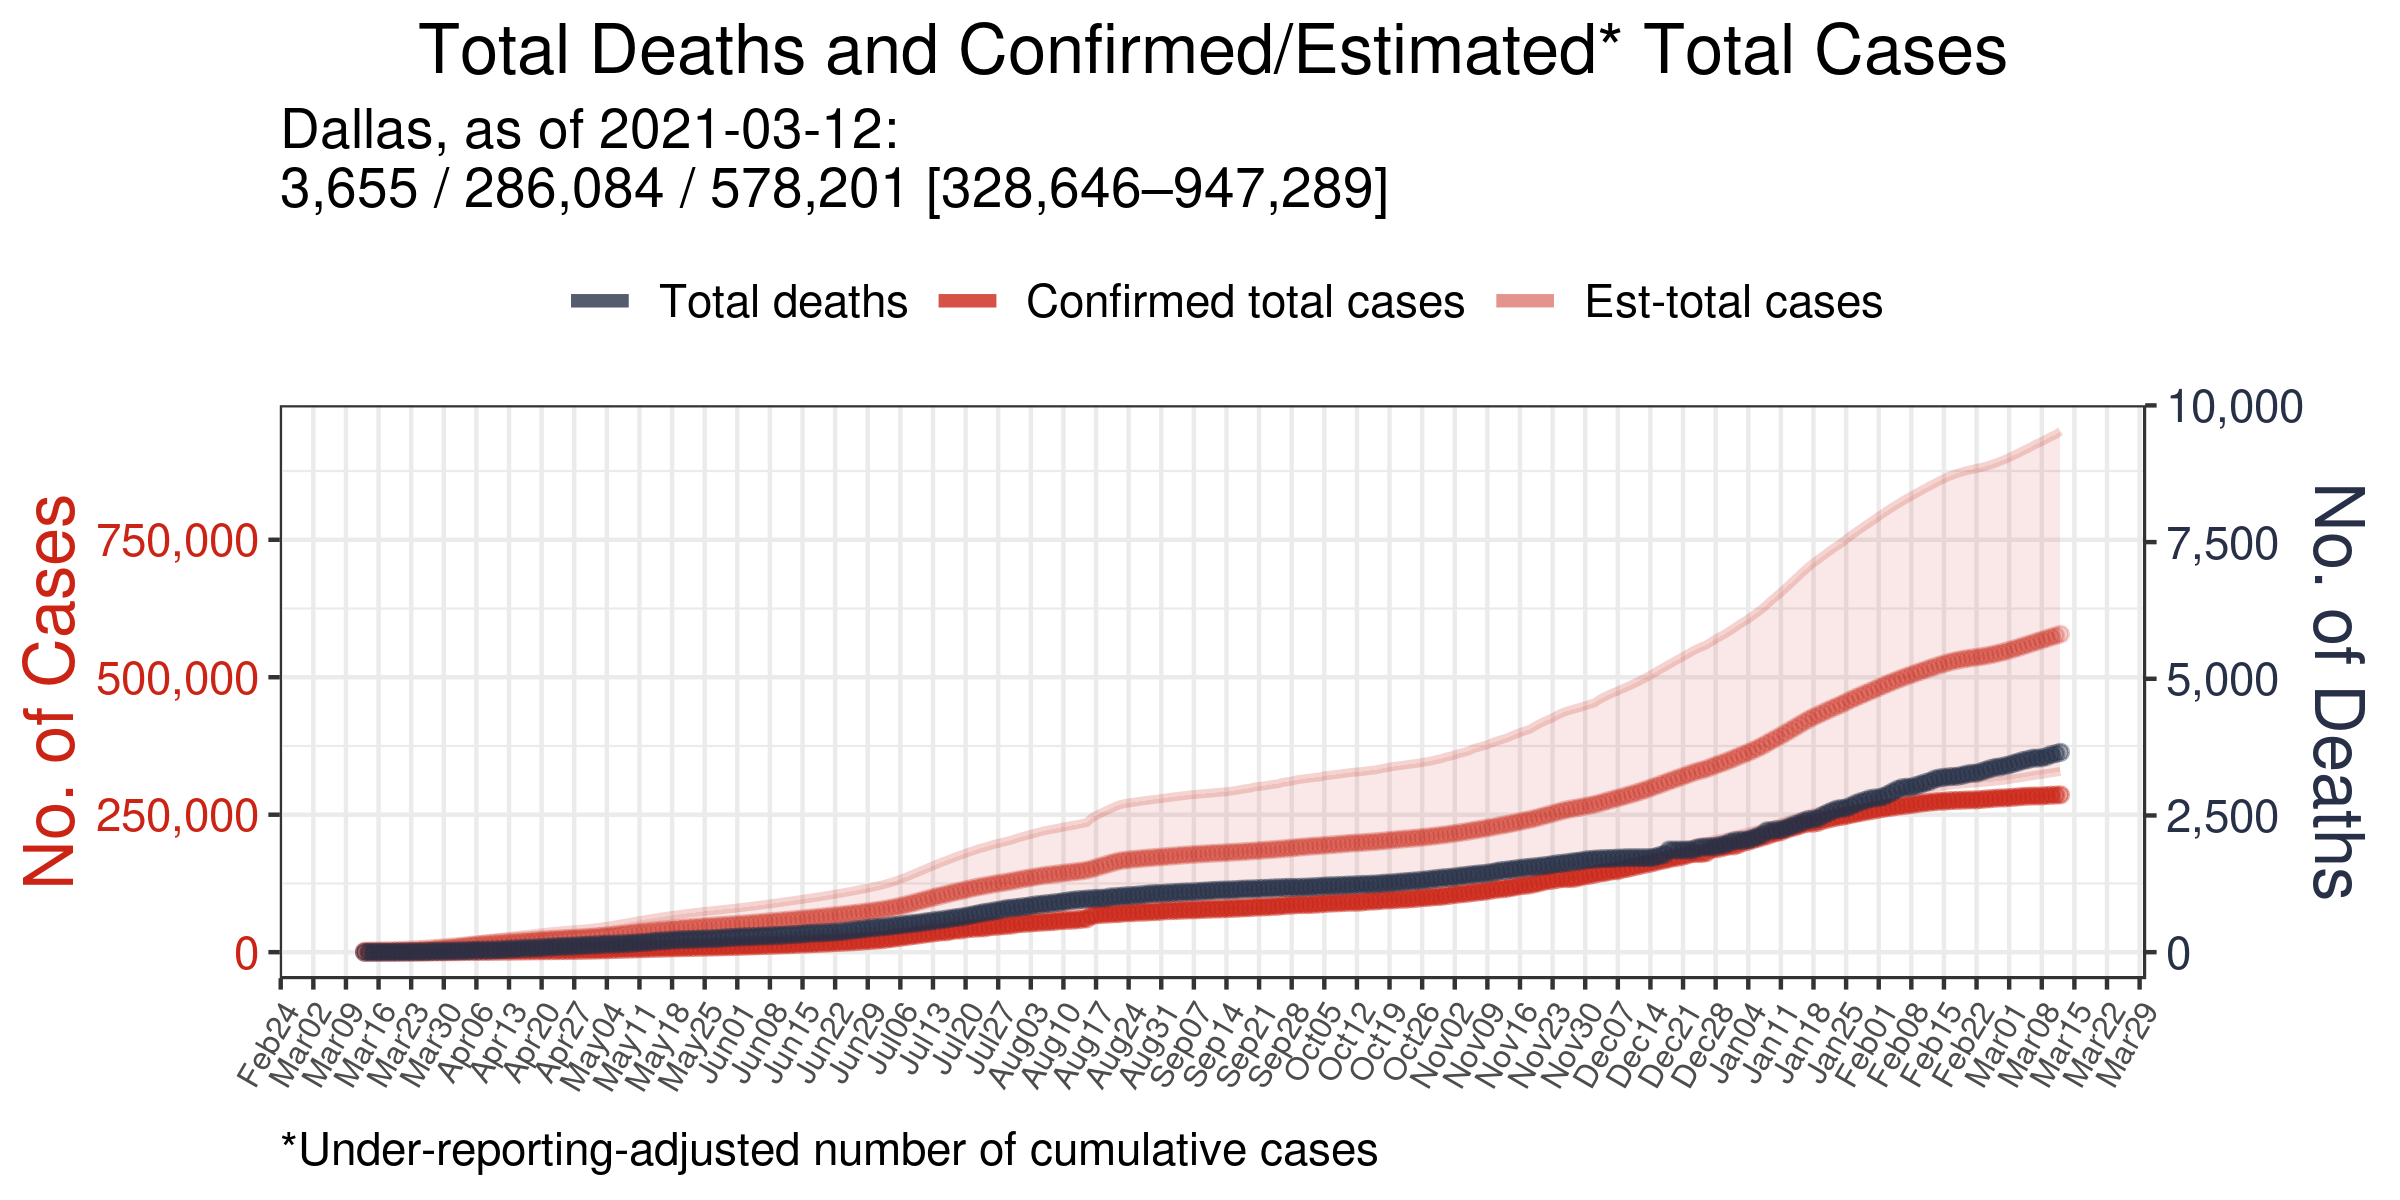 Total Deaths and Confirmed/Estimated* Total Cases
Dallas, as of 2021-03-12:
3,655 / 286,084 / 578,201 [328,646–947,289]
Total deaths
Confirmed total cases
Est-total cases
No. of Cases
750,000
500,000
250,000
0
10,000
7,500
5,000
2,500
0
No. of Deaths
Feb24
Mar02
Mar09
Mar16
Mar23
Mar30
Apr06
Apr13
Apr20
Apr27
May04
May11
May18
May25
Jun01
Jun08
Jun15
Jun22
Jun29
Jul06
Jul13
Jul20
Jul27
Aug03
Aug10
Aug17
Aug24
Aug31
Sep07
Sep14
Sep21
Sep28
Oct05
Oct12
Oct19
Oct26
Nov02
Nov09
Nov16
Nov23
Nov30
Dec07
Dec14
Dec21
Dec28
Jan04
Jan11
Jan18
Jan25
Feb01
Feb08
Feb15
Feb22
Mar01
Mar08
Mar15
Mar22
Mar29
*Under-reporting-adjusted number of cumulative cases